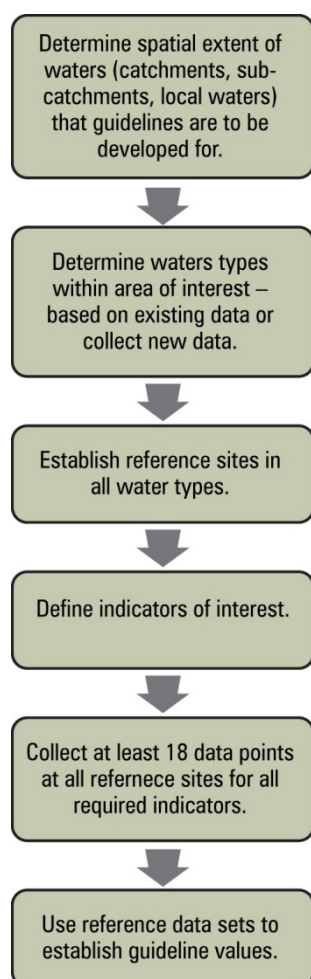 Determine spatial extent of
waters (catchments, sub-
catchments, local waters)
that guidelines are to be
developed for.
Determine waters types
within area of interest –
based on existing data or
collect new data.
Establish reference sites in
all water types.
Define indicators of interest.
Collect at least 18 data points
at all refernece sites for all
required indicators.
Use reference data sets to
establish guideline values.